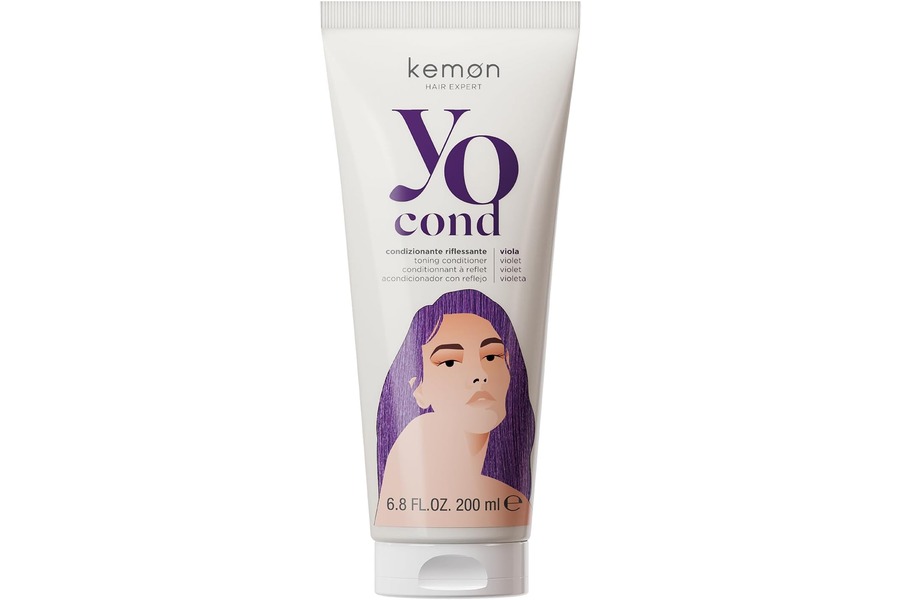 kemøn
HAIR EXPERT
yo
cond
condizionante riflessante | viola
toning conditioner | violet
conditionnant à reflet | violet
acondicionador con reflejo | violeta
6.8 FL.OZ. 200 ml ℮